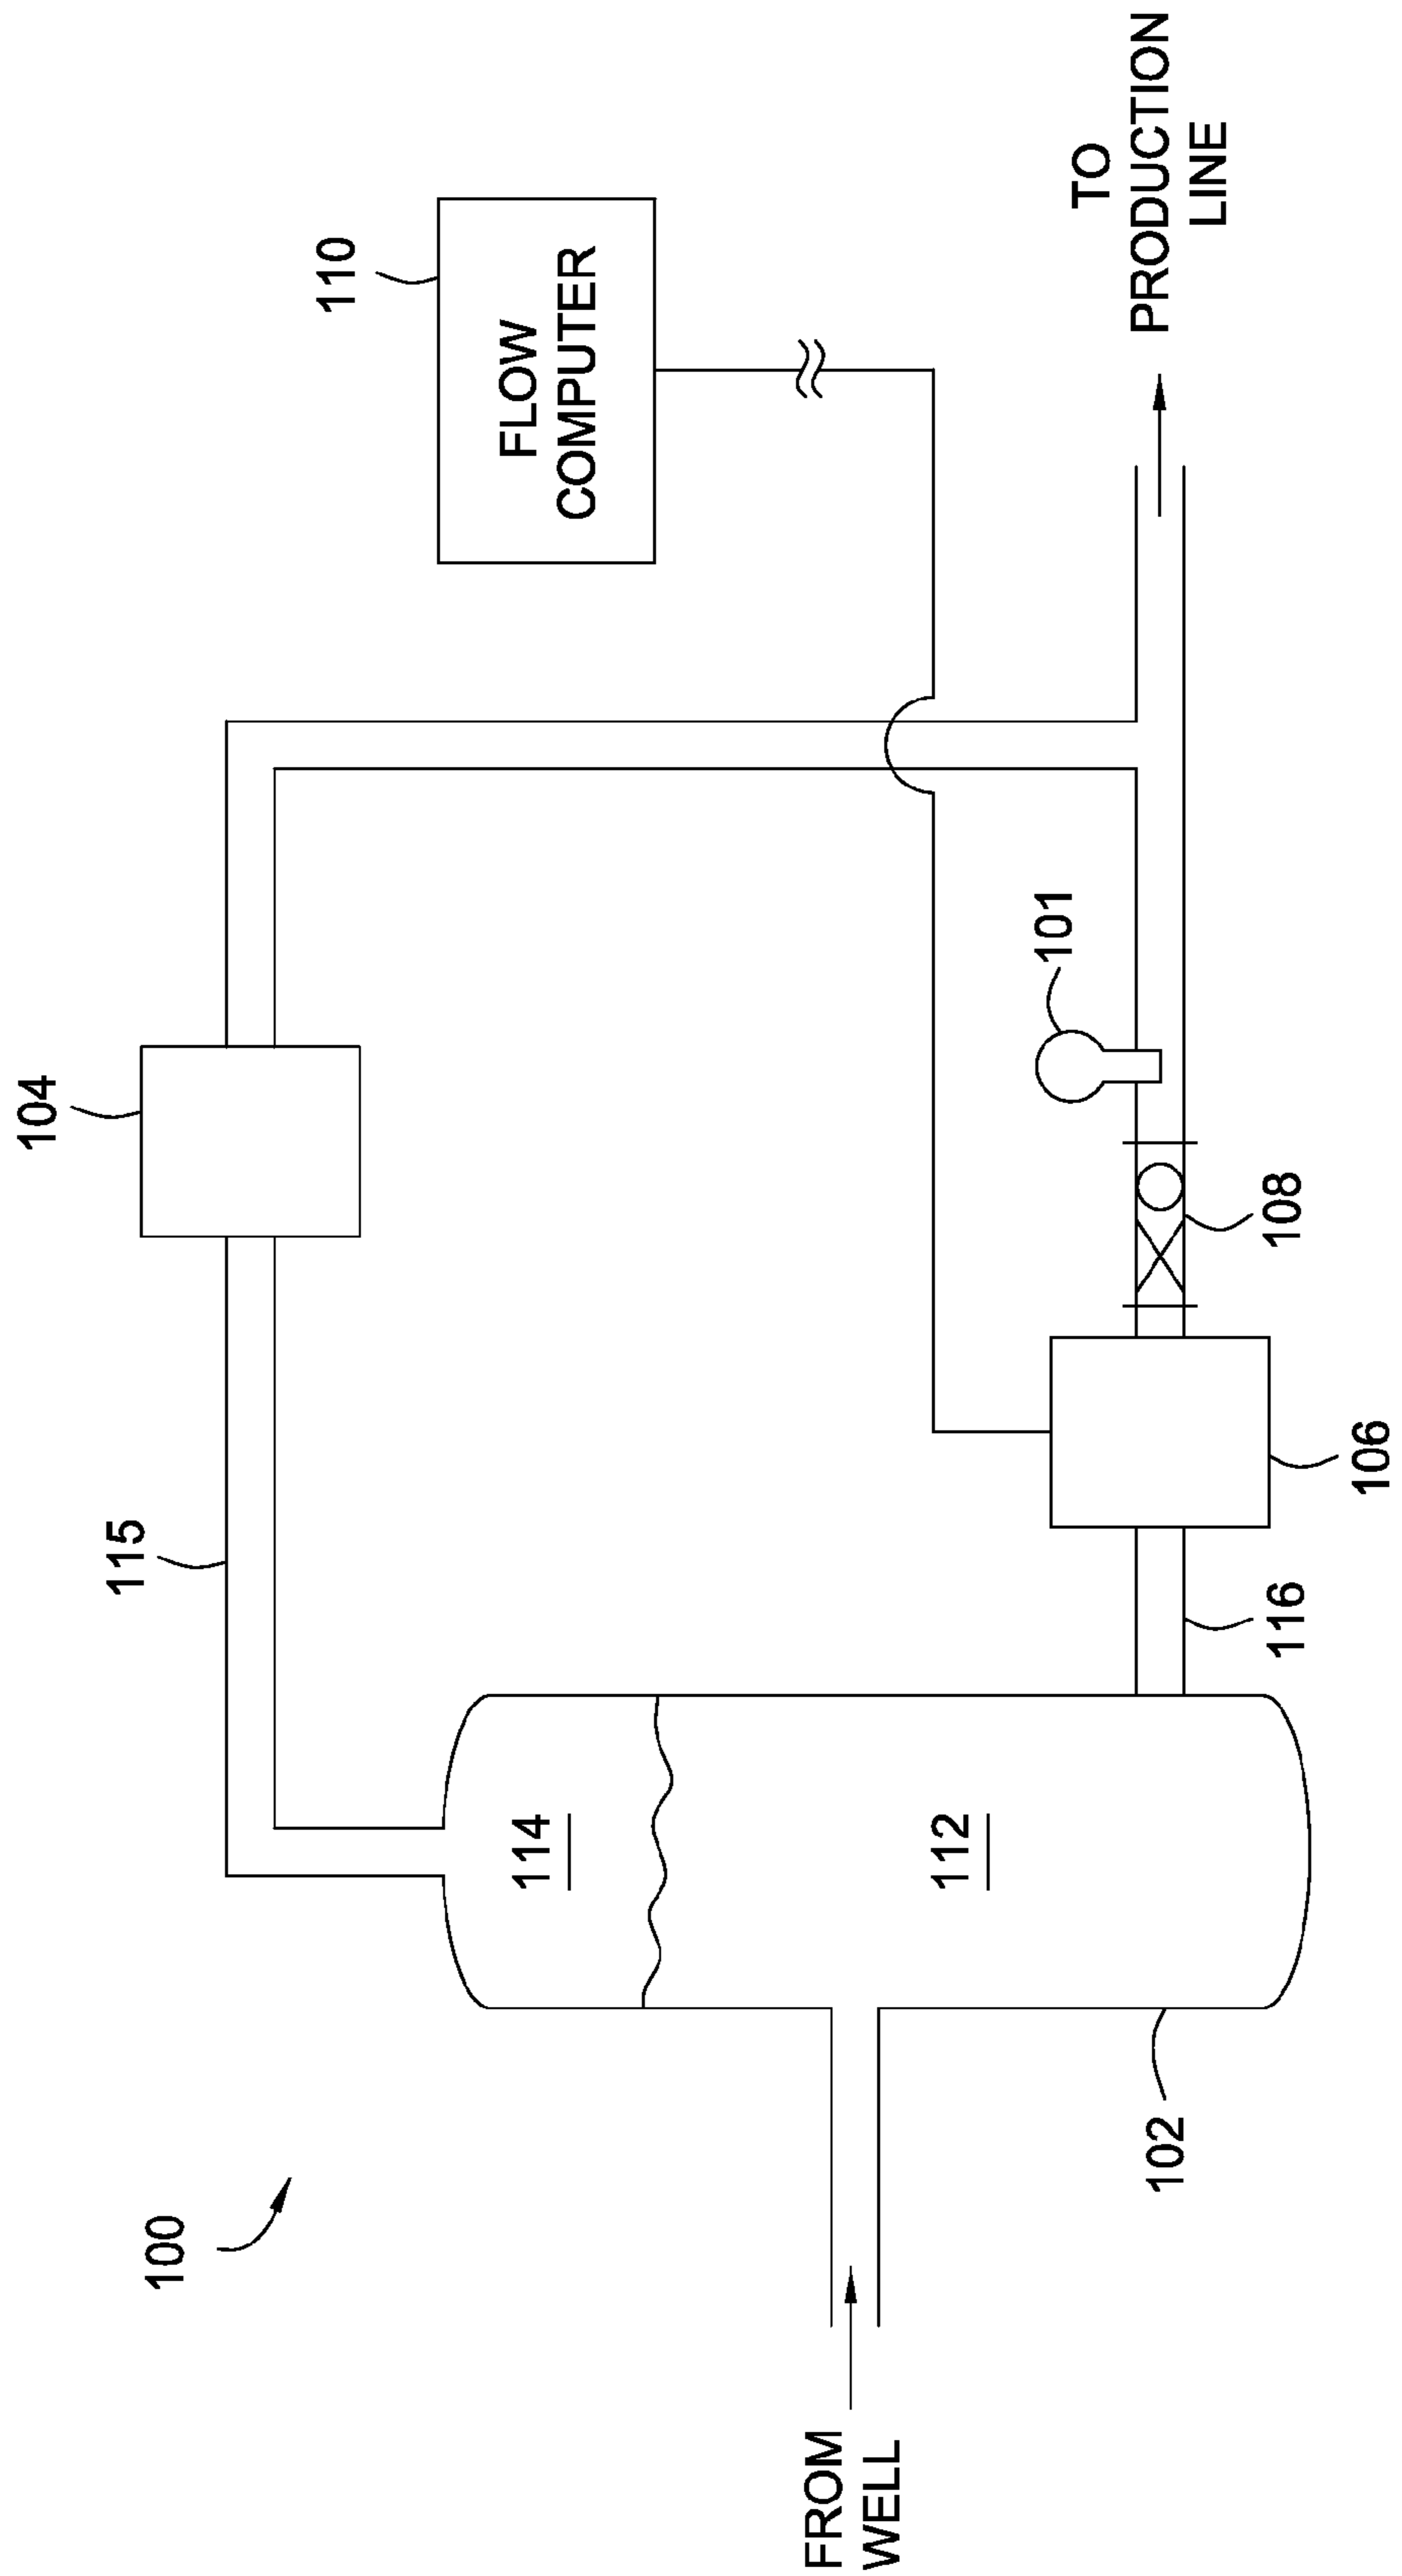 100
104
115
110
FLOW
COMPUTER
114
112
101
TO
PRODUCTION
LINE
FROM
WELL
102
116
106
108